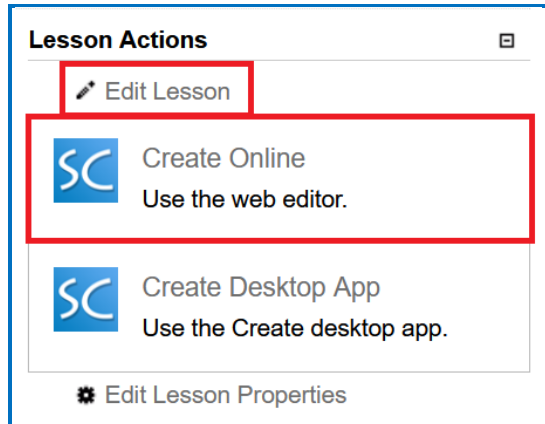 Lesson Actions
Edit Lesson
SC
Create Online
Use the web editor.
SC
Create Desktop App
Use the Create desktop app.
Edit Lesson Properties